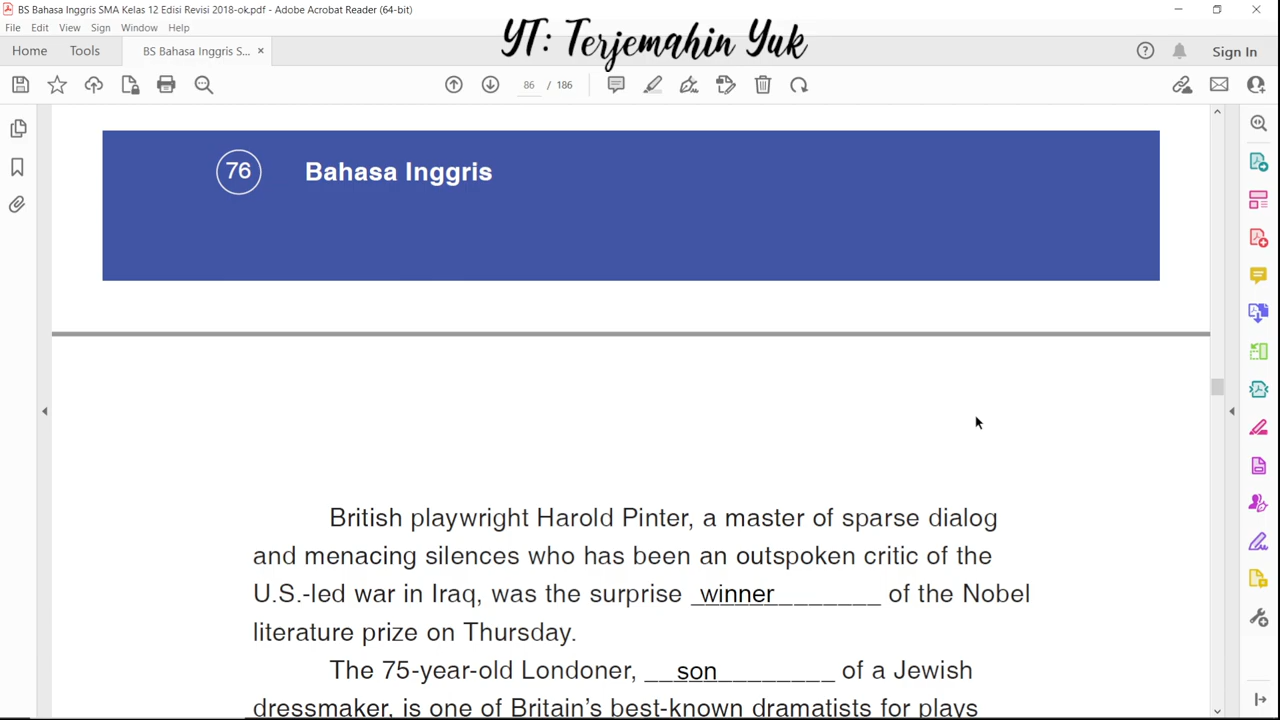 BS Bahasa Inggris SMA Kelas 12 Edisi Revisi 2018-ok.pdf - Adobe Acrobat Reader (64-bit)
File Edit View Sign Window Help
YT: Terjemahin Yuk
Home Tools BS Bahasa Inggris S... × Sign In
86 / 186
76 Bahasa Inggris
British playwright Harold Pinter, a master of sparse dialog
and menacing silences who has been an outspoken critic of the
U.S.-led war in Iraq, was the surprise _winner_______ of the Nobel
literature prize on Thursday.
The 75-year-old Londoner, __son________ of a Jewish
dressmaker, is one of Britain’s best-known dramatists for plays